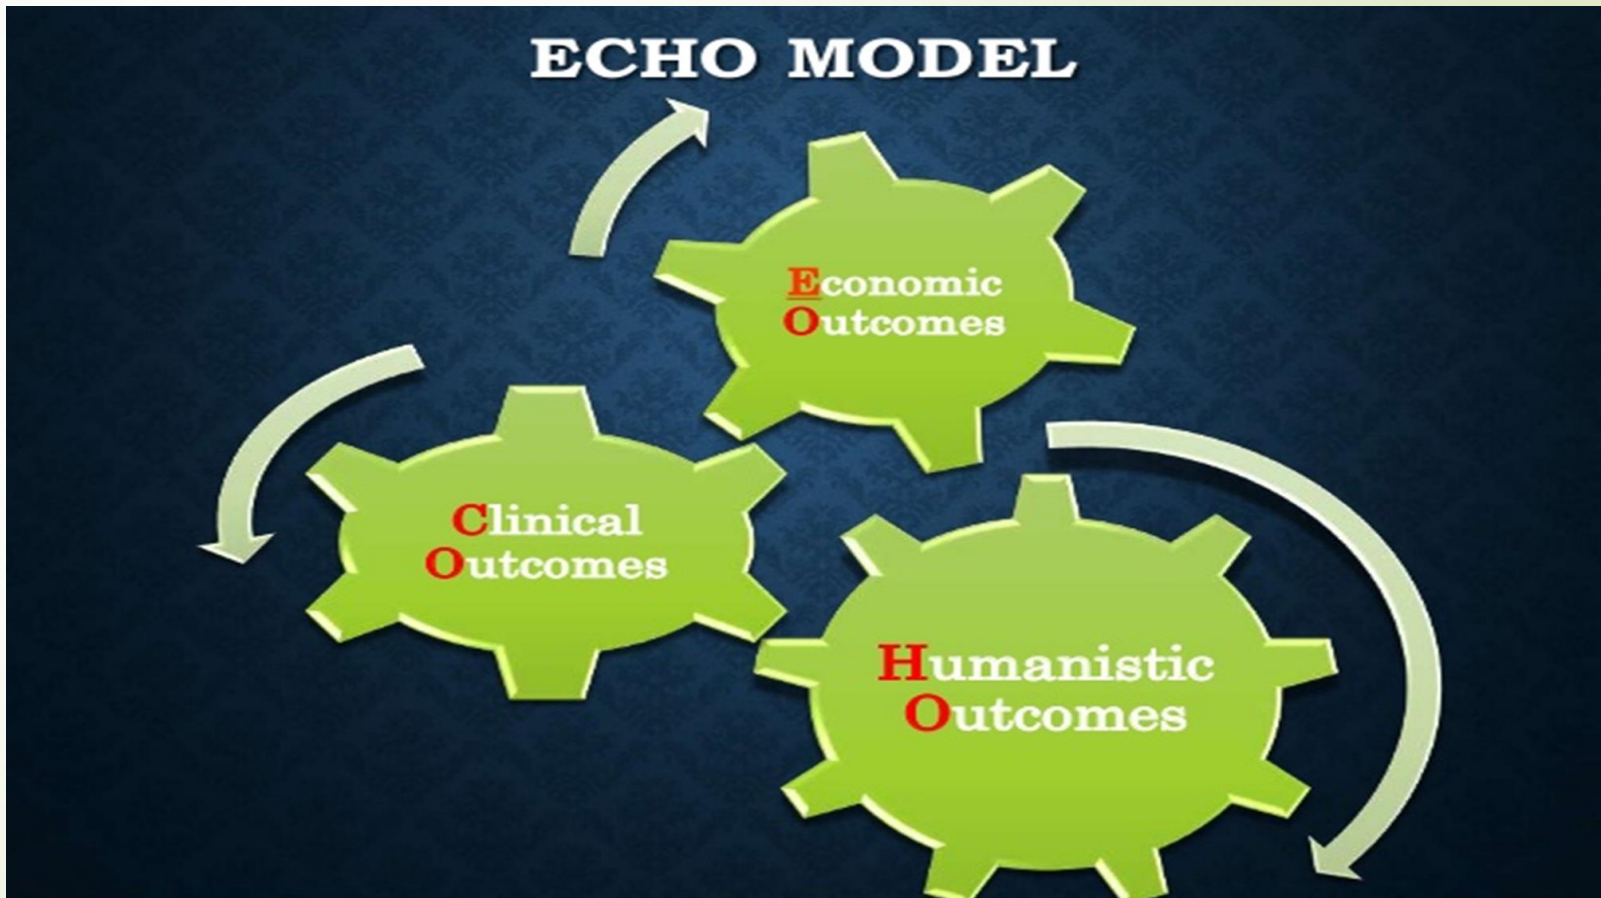 ECHO MODEL
Economic
Outcomes
Clinical
Outcomes
Humanistic
Outcomes